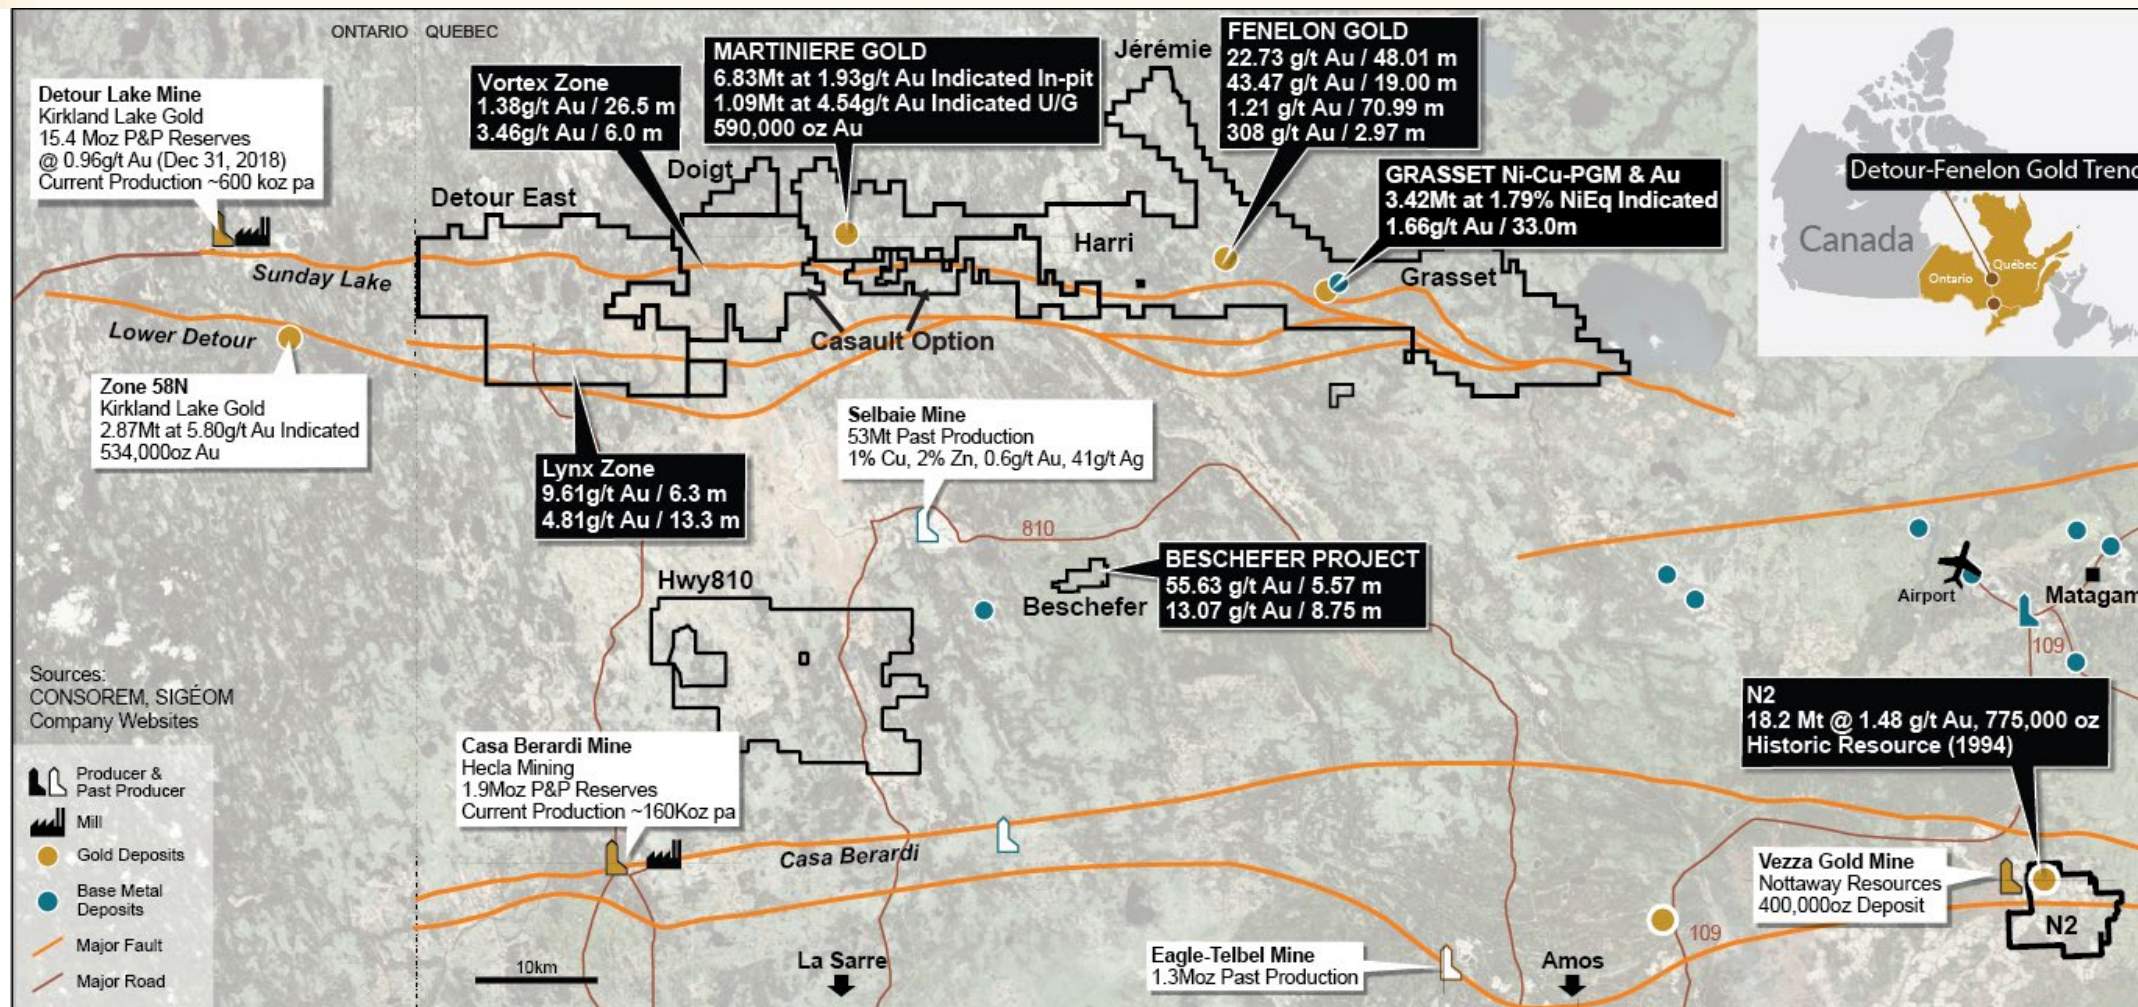 ONTARIO QUEBEC
Detour Lake Mine
Kirkland Lake Gold
15.4 Moz P&P Reserves
@ 0.96g/t Au (Dec 31, 2018)
Current Production ~600 koz pa
Vortex Zone
1.38g/t Au / 26.5 m
3.46g/t Au / 6.0 m
MARTINIERE GOLD
6.83Mt at 1.93g/t Au Indicated In-pit
1.09Mt at 4.54g/t Au Indicated U/G
590,000 oz Au
Jérémie
FENELON GOLD
22.73 g/t Au / 48.01 m
43.47 g/t Au / 19.00 m
1.21 g/t Au / 70.99 m
308 g/t Au / 2.97 m
GRASSET Ni-Cu-PGM & Au
3.42Mt at 1.79% NiEq Indicated
1.66g/t Au / 33.0m
Detour-Fenelon Gold Trend
Canada
Ontario
Québec
Doigt
Detour East
Harri
Grasset
Sunday Lake
Lower Detour
Casault Option
Zone 58N
Kirkland Lake Gold
2.87Mt at 5.80g/t Au Indicated
534,000oz Au
Lynx Zone
9.61g/t Au / 6.3 m
4.81g/t Au / 13.3 m
Selbaie Mine
53Mt Past Production
1% Cu, 2% Zn, 0.6g/t Au, 41g/t Ag
810
BESCHEFER PROJECT
55.63 g/t Au / 5.57 m
13.07 g/t Au / 8.75 m
Beschefer
Hwy810
Airport
Matagam
109
N2
18.2 Mt @ 1.48 g/t Au, 775,000 oz
Historic Resource (1994)
Sources:
CONSOREM, SIGÉOM
Company Websites
Casa Berardi Mine
Hecla Mining
1.9Moz P&P Reserves
Current Production ~160Koz pa
Casa Berardi
Vezza Gold Mine
Nottaway Resources
400,000oz Deposit
N2
109
Eagle-Telbel Mine
1.3Moz Past Production
Amos
La Sarre
10km
Producer &
Past Producer
Mill
Gold Deposits
Base Metal
Deposits
Major Fault
Major Road